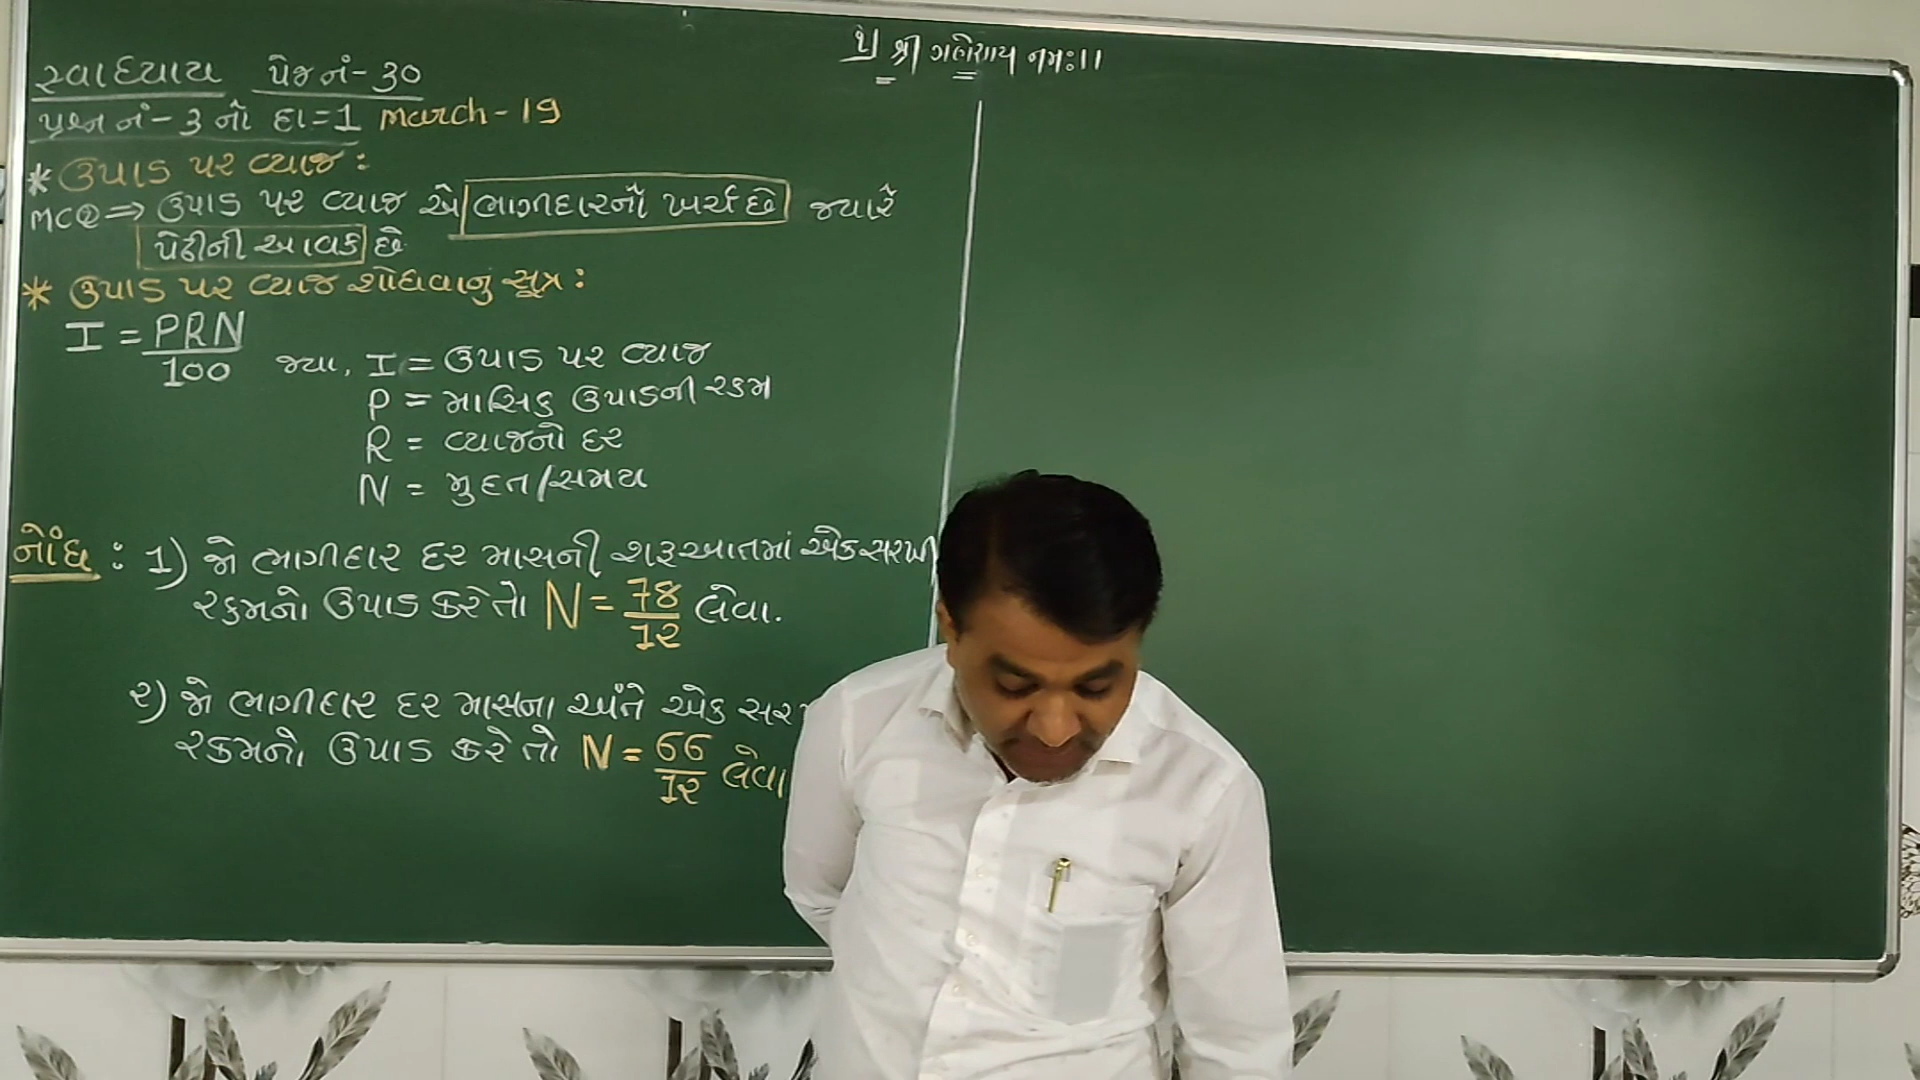 ॥ શ્રી ગણેશાય નમઃ ॥
સ્વાધ્યાય પેજ નં - 30
પ્રશ્ન નં - 3 નો દા = 1 march - 19
* ઉપાડ પર વ્યાજ :
MCQ ⇒ ઉપાડ પર વ્યાજ એ ભાગીદારનો ખર્ચ છે જ્યારે
પેઢીની આવક છે
* ઉપાડ પર વ્યાજ શોધવાનું સૂત્ર :
I = PRN
100
જ્યા, I = ઉપાડ પર વ્યાજ
P = માસિક ઉપાડની રકમ
R = વ્યાજનો દર
N = મુદત/સમય
નોંધ : 1) જો ભાગીદાર દર માસની શરૂઆતમાં એકસરખી
રકમનો ઉપાડ કરે તો N = 78/12 લેવા.
૨) જો ભાગીદાર દર માસના અંતે એક
રકમનો ઉપાડ કરે તો N = 66/12 લેવા